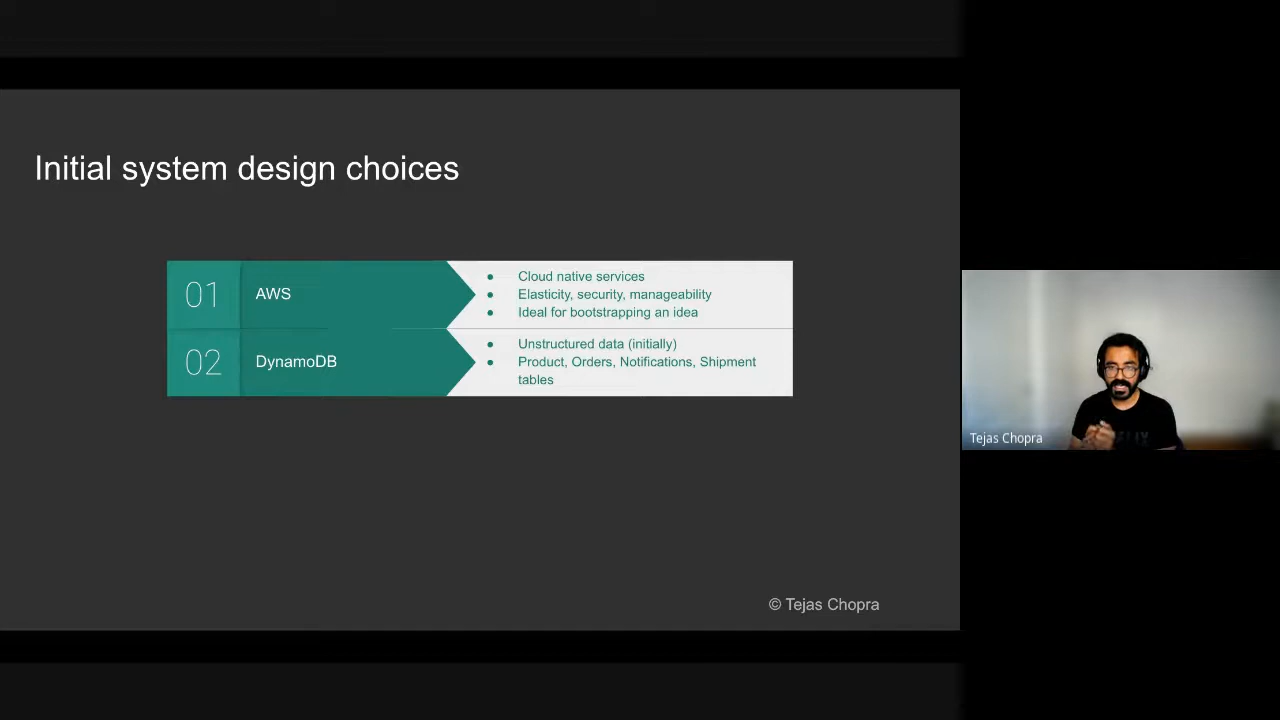 Initial system design choices
01
AWS
● Cloud native services
● Elasticity, security, manageability
● Ideal for bootstrapping an idea
02
DynamoDB
● Unstructured data (initially)
● Product, Orders, Notifications, Shipment
tables
© Tejas Chopra
Tejas Chopra